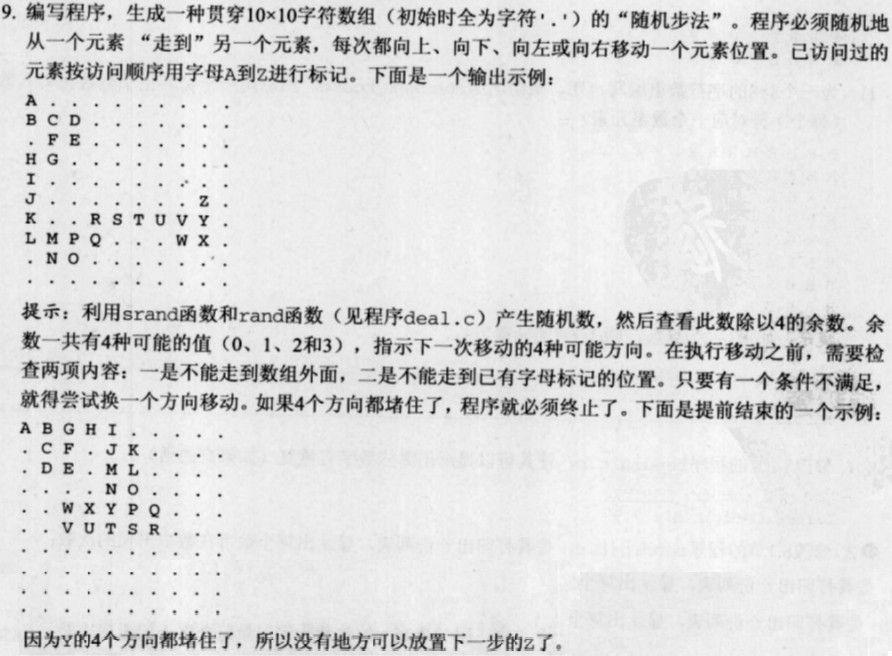 9. 编写程序，生成一种贯穿10×10字符数组（初始时全为字符'.'）的“随机步法”。程序必须随机地
从一个元素“走到”另一个元素，每次都向上、向下、向左或向右移动一个元素位置。已访问过的
元素按访问顺序用字母A到Z进行标记。下面是一个输出示例：
A . . . . . . . . .
B C D . . . . . . .
. F E . . . . . . .
H G . . . . . . . .
I . . . . . . . . .
J . . . . . . . Z .
K . . R S T U V Y .
L M P Q . . . W X .
. N O . . . . . . .
. . . . . . . . . .
提示：利用srand函数和rand函数（见程序deal.c）产生随机数，然后查看此数除以4的余数。余
数一共有4种可能的值（0、1、2和3），指示下一次移动的4种可能方向。在执行移动之前，需要检
查两项内容：一是不能走到数组外面，二是不能走到已有字母标记的位置。只要有一个条件不满足，
就得尝试换一个方向移动。如果4个方向都堵住了，程序就必须终止了。下面是提前结束的一个示例：
A B G H I . . . . .
. C F . J K . . . .
. D E . M L . . . .
. . . . N O . . . .
. . W X Y P Q . . .
. . V U T S R . . .
. . . . . . . . . .
. . . . . . . . . .
. . . . . . . . . .
. . . . . . . . . .
因为Y的4个方向都堵住了，所以没有地方可以放置下一步的Z了。